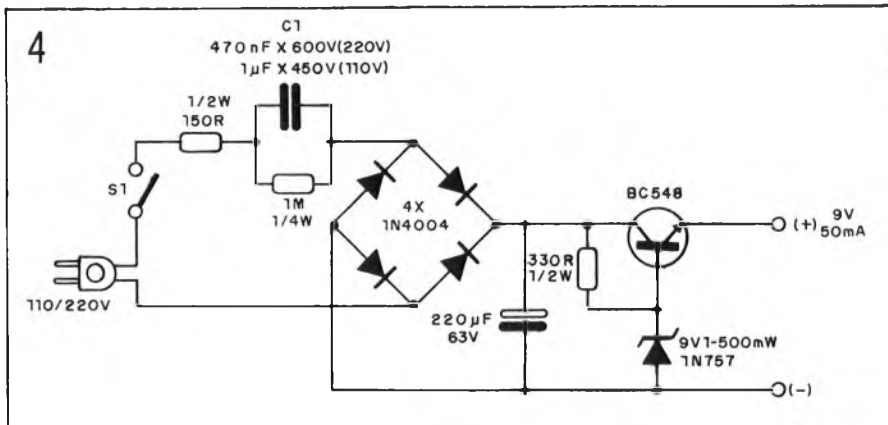 4
C1
470nF X 600V(220V)
1µF X 450V(110V)
1/2W
150R
S1
1M
1/4W
4X
1N4004
110/220V
220µF
63V
330R
1/2W
BC548
(+) 9V
50mA
9V1-500mW
1N757
(-)